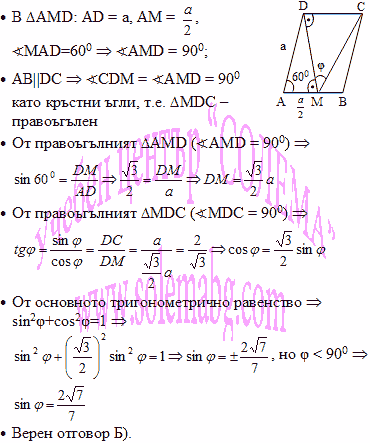 • В ΔAMD: AD = a, AM = a/2,
∢MAD=60⁰ ⇒ ∢AMD = 90⁰;
• AB||DC ⇒ ∢CDM = ∢AMD = 90⁰
като кръстни ъгли, т.е. ΔMDC –
правоъгълен
D C
a φ
60⁰
A a/2 M B
• От правоъгълният ΔAMD (∢AMD = 90⁰) ⇒
sin 60⁰ = DM/AD ⇒ √3/2 = DM/a ⇒ DM = √3/2 a
• От правоъгълният ΔMDC (∢MDC = 90⁰) ⇒
tgφ = sin φ/cos φ = DC/DM = a/(√3/2 a) = 2/√3 ⇒ cos φ = √3/2 sin φ
• От основното тригонометрично равенство ⇒
sin²φ+cos²φ=1 ⇒
sin² φ + (√3/2)² sin² φ = 1 ⇒ sin φ = ± 2√7/7, но φ < 90⁰ ⇒
sin φ = 2√7/7
• Верен отговор Б).
Учебен център "СОЛЕМА"
www.solemabg.com